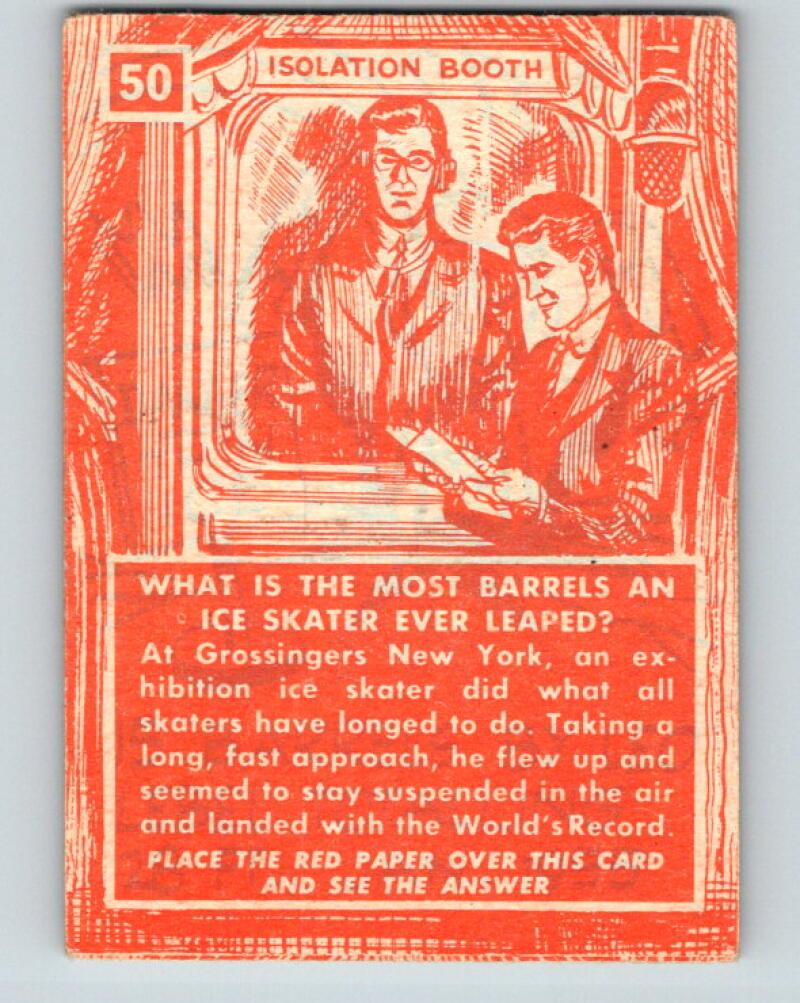 50
ISOLATION BOOTH
WHAT IS THE MOST BARRELS AN
ICE SKATER EVER LEAPED?
At Grossingers New York, an ex-
hibition ice skater did what all
skaters have longed to do. Taking a
long, fast approach, he flew up and
seemed to stay suspended in the air
and landed with the World's Record.
PLACE THE RED PAPER OVER THIS CARD
AND SEE THE ANSWER